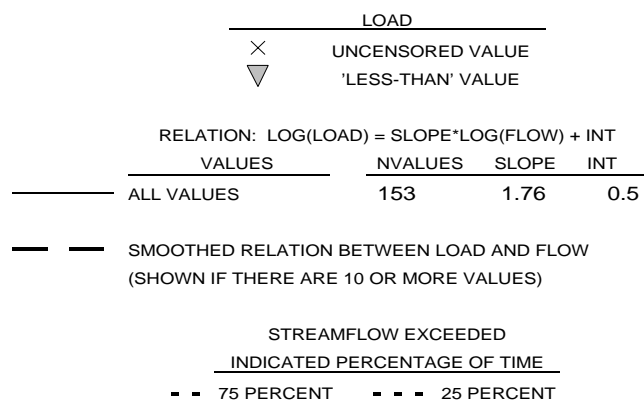 LOAD
UNCENSORED VALUE
'LESS-THAN' VALUE
RELATION: LOG(LOAD) = SLOPE*LOG(FLOW) + INT
VALUES NVALUES SLOPE INT
ALL VALUES 153 1.76 0.5
SMOOTHED RELATION BETWEEN LOAD AND FLOW
(SHOWN IF THERE ARE 10 OR MORE VALUES)
STREAMFLOW EXCEEDED
INDICATED PERCENTAGE OF TIME
75 PERCENT 25 PERCENT